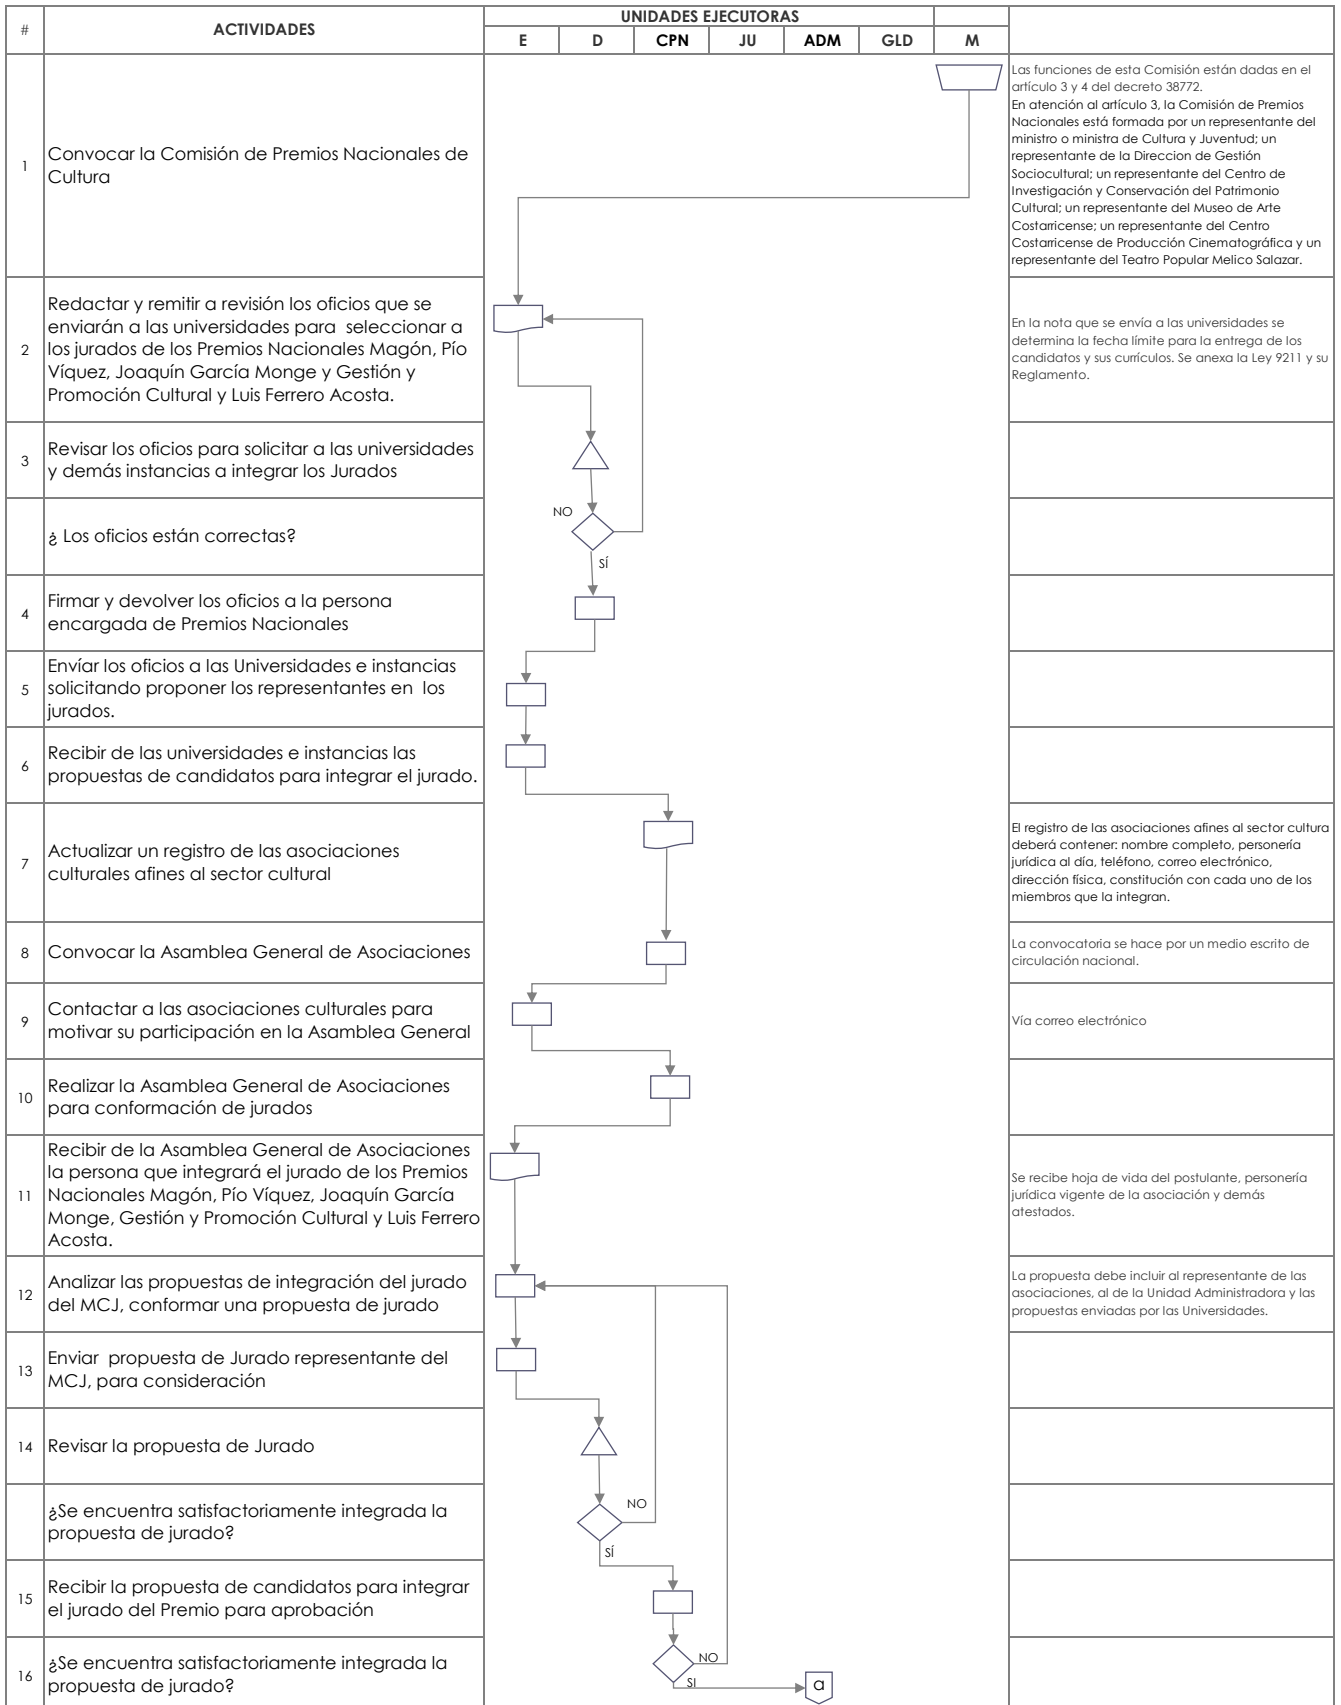 #
ACTIVIDADES
UNIDADES EJECUTORAS
E D CPN JU ADM GLD M
1
Convocar la Comisión de Premios Nacionales de
Cultura
Las funciones de esta Comisión están dadas en el
artículo 3 y 4 del decreto 38772.
En atención al artículo 3, la Comisión de Premios
Nacionales está formada por un representante del
ministro o ministra de Cultura y Juventud; un
representante de la Direccion de Gestión
Sociocultural; un representante del Centro de
Investigación y Conservación del Patrimonio
Cultural; un representante del Museo de Arte
Costarricense; un representante del Centro
Costarricense de Producción Cinematográfica y un
representante del Teatro Popular Melico Salazar.
2
Redactar y remitir a revisión los oficios que se
enviarán a las universidades para seleccionar a
los jurados de los Premios Nacionales Magón, Pío
Víquez, Joaquín García Monge y Gestión y
Promoción Cultural y Luis Ferrero Acosta.
En la nota que se envía a las universidades se
determina la fecha límite para la entrega de los
candidatos y sus currículos. Se anexa la Ley 9211 y su
Reglamento.
3
Revisar los oficios para solicitar a las universidades
y demás instancias a integrar los Jurados
¿ Los oficios están correctas?
NO
SÍ
4
Firmar y devolver los oficios a la persona
encargada de Premios Nacionales
5
Envíar los oficios a las Universidades e instancias
solicitando proponer los representantes en los
jurados.
6
Recibir de las universidades e instancias las
propuestas de candidatos para integrar el jurado.
7
Actualizar un registro de las asociaciones
culturales afines al sector cultural
El registro de las asociaciones afines al sector cultura
deberá contener: nombre completo, personería
jurídica al día, teléfono, correo electrónico,
dirección física, constitución con cada uno de los
miembros que la integran.
8
Convocar la Asamblea General de Asociaciones
La convocatoria se hace por un medio escrito de
circulación nacional.
9
Contactar a las asociaciones culturales para
motivar su participación en la Asamblea General
Vía correo electrónico
10
Realizar la Asamblea General de Asociaciones
para conformación de jurados
11
Recibir de la Asamblea General de Asociaciones
la persona que integrará el jurado de los Premios
Nacionales Magón, Pío Víquez, Joaquín García
Monge, Gestión y Promoción Cultural y Luis Ferrero
Acosta.
Se recibe hoja de vida del postulante, personería
jurídica vigente de la asociación y demás
atestados.
12
Analizar las propuestas de integración del jurado
del MCJ, conformar una propuesta de jurado
La propuesta debe incluir al representante de las
asociaciones, al de la Unidad Administradora y las
propuestas enviadas por las Universidades.
13
Enviar propuesta de Jurado representante del
MCJ, para consideración
14
Revisar la propuesta de Jurado
¿Se encuentra satisfactoriamente integrada la
propuesta de jurado?
NO
SÍ
15
Recibir la propuesta de candidatos para integrar
el jurado del Premio para aprobación
16
¿Se encuentra satisfactoriamente integrada la
propuesta de jurado?
NO
SI
a